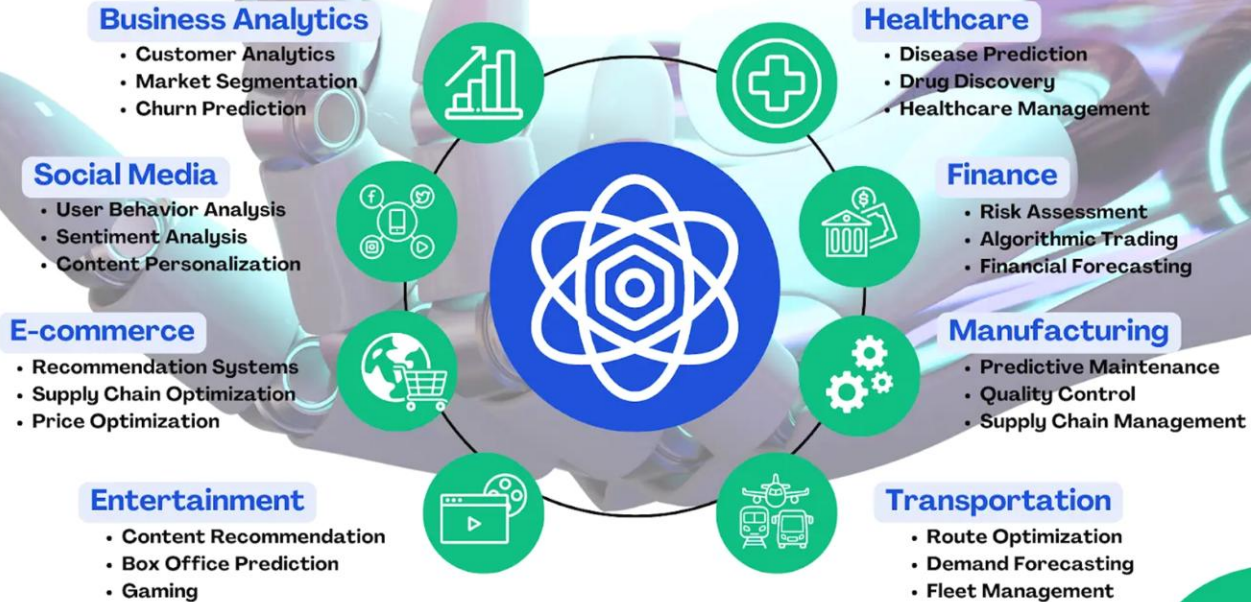 Business Analytics
• Customer Analytics
• Market Segmentation
• Churn Prediction
Social Media
• User Behavior Analysis
• Sentiment Analysis
• Content Personalization
E-commerce
• Recommendation Systems
• Supply Chain Optimization
• Price Optimization
Entertainment
• Content Recommendation
• Box Office Prediction
• Gaming
Healthcare
• Disease Prediction
• Drug Discovery
• Healthcare Management
Finance
• Risk Assessment
• Algorithmic Trading
• Financial Forecasting
Manufacturing
• Predictive Maintenance
• Quality Control
• Supply Chain Management
Transportation
• Route Optimization
• Demand Forecasting
• Fleet Management